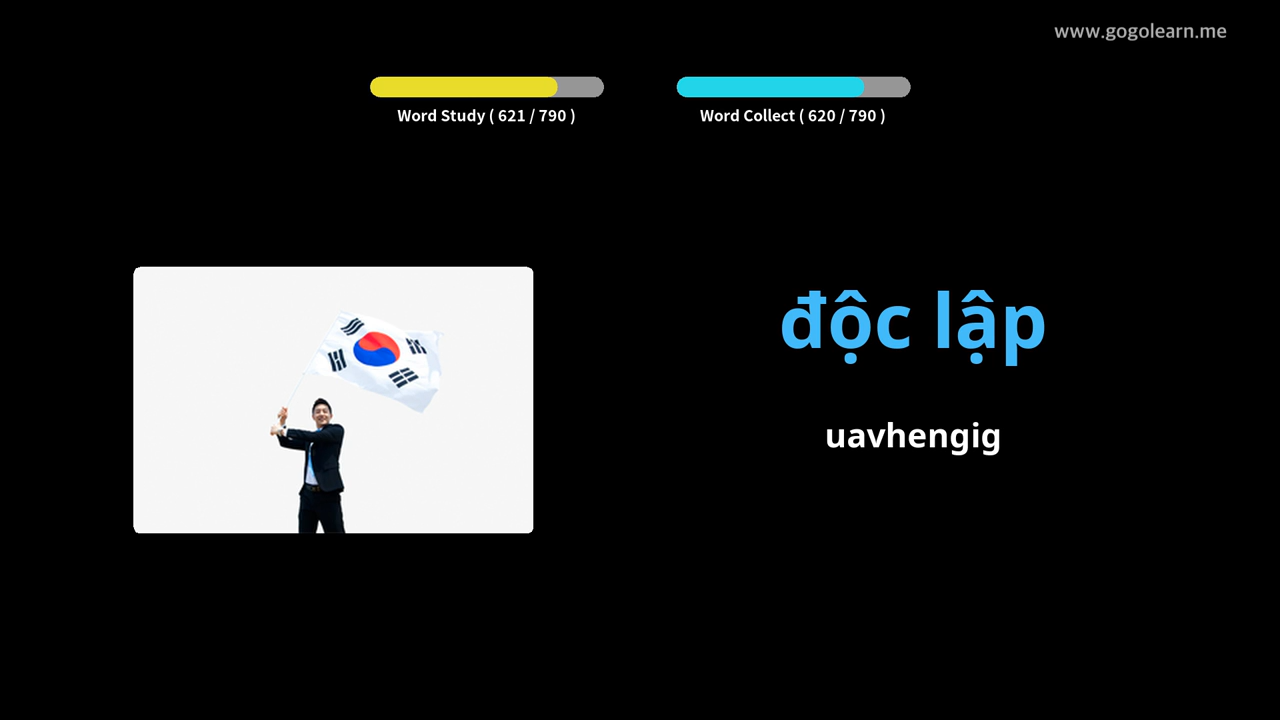 www.gogolearn.me
Word Study ( 621 / 790 )
Word Collect ( 620 / 790 )
độc lập
uavhengig